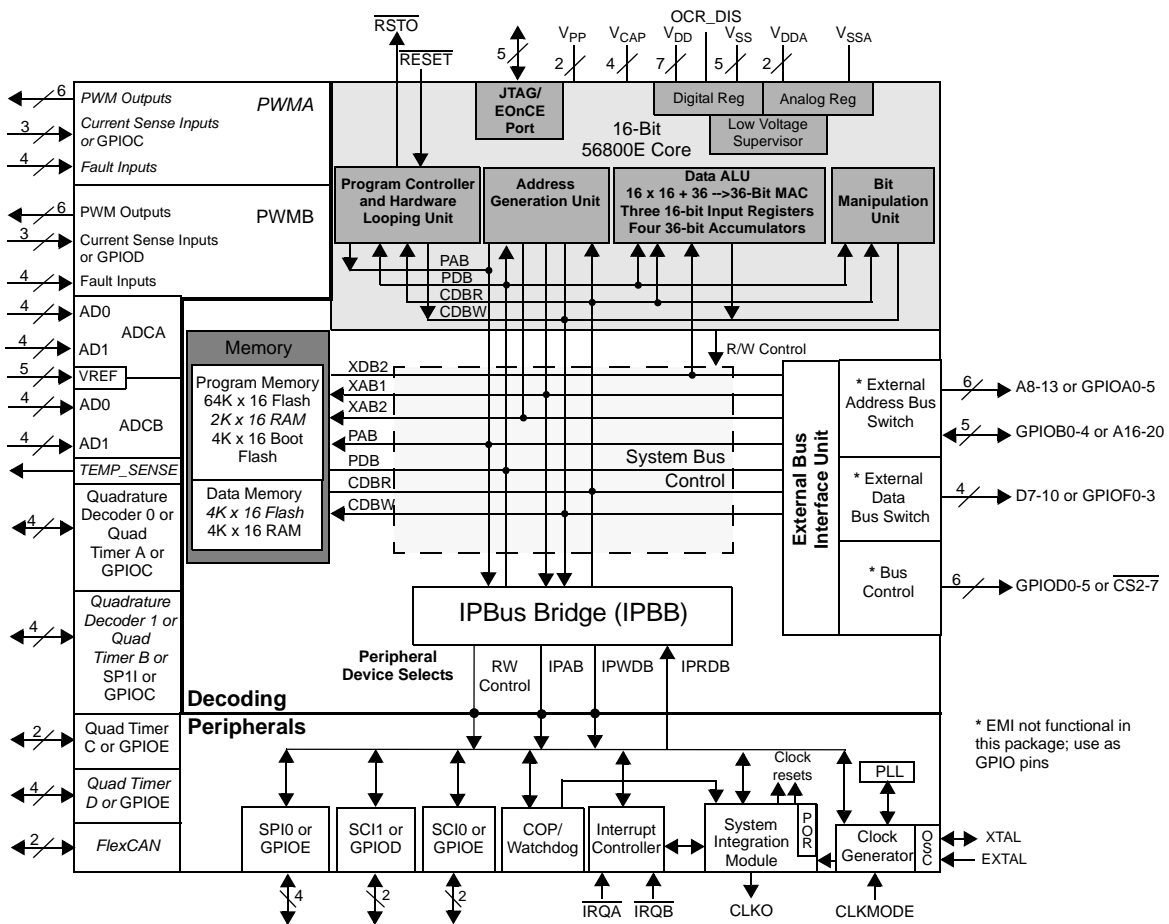 RSTO
RESET
5
VPP
2
VCAP
4
VDD
7
OCR_DIS
VSS
5
VDDA
2
VSSA
JTAG/
EOnCE
Port
Digital Reg
Analog Reg
Low Voltage
Supervisor
16-Bit
56800E Core
Program Controller
and Hardware
Looping Unit
Address
Generation Unit
Data ALU
16 x 16 + 36 -->36-Bit MAC
Three 16-bit Input Registers
Four 36-bit Accumulators
Bit
Manipulation
Unit
PAB
PDB
CDBR
CDBW
6
PWM Outputs
PWMA
3
Current Sense Inputs
or GPIOC
4
Fault Inputs
6
PWM Outputs
PWMB
3
Current Sense Inputs
or GPIOD
4
Fault Inputs
4
AD0
ADCA
4
AD1
5
VREF
4
AD0
ADCB
4
AD1
TEMP_SENSE
4
Quadrature
Decoder 0 or
Quad
Timer A or
GPIOC
4
Quadrature
Decoder 1 or
Quad
Timer B or
SP1I or
GPIOC
2
Quad Timer
C or GPIOE
4
Quad Timer
D or GPIOE
2
FlexCAN
Memory
Program Memory
64K x 16 Flash
2K x 16 RAM
4K x 16 Boot
Flash
Data Memory
4K x 16 Flash
4K x 16 RAM
XDB2
XAB1
XAB2
PAB
PDB
CDBR
CDBW
System Bus
Control
R/W Control
External Bus
Interface Unit
* External
Address Bus
Switch
* External
Data
Bus Switch
* Bus
Control
6
A8-13 or GPIOA0-5
5
GPIOB0-4 or A16-20
4
D7-10 or GPIOF0-3
6
GPIOD0-5 or CS2-7
IPBus Bridge (IPBB)
Peripheral
Device Selects
RW
Control
IPAB
IPWDB
IPRDB
Decoding
Peripherals
* EMI not functional in
this package; use as
GPIO pins
SPI0 or
GPIOE
SCI1 or
GPIOD
SCI0 or
GPIOE
COP/
Watchdog
Interrupt
Controller
System
Integration
Module
POR
Clock
resets
PLL
Clock
Generator
OSC
XTAL
EXTAL
4
2
2
IRQA
IRQB
CLKO
CLKMODE